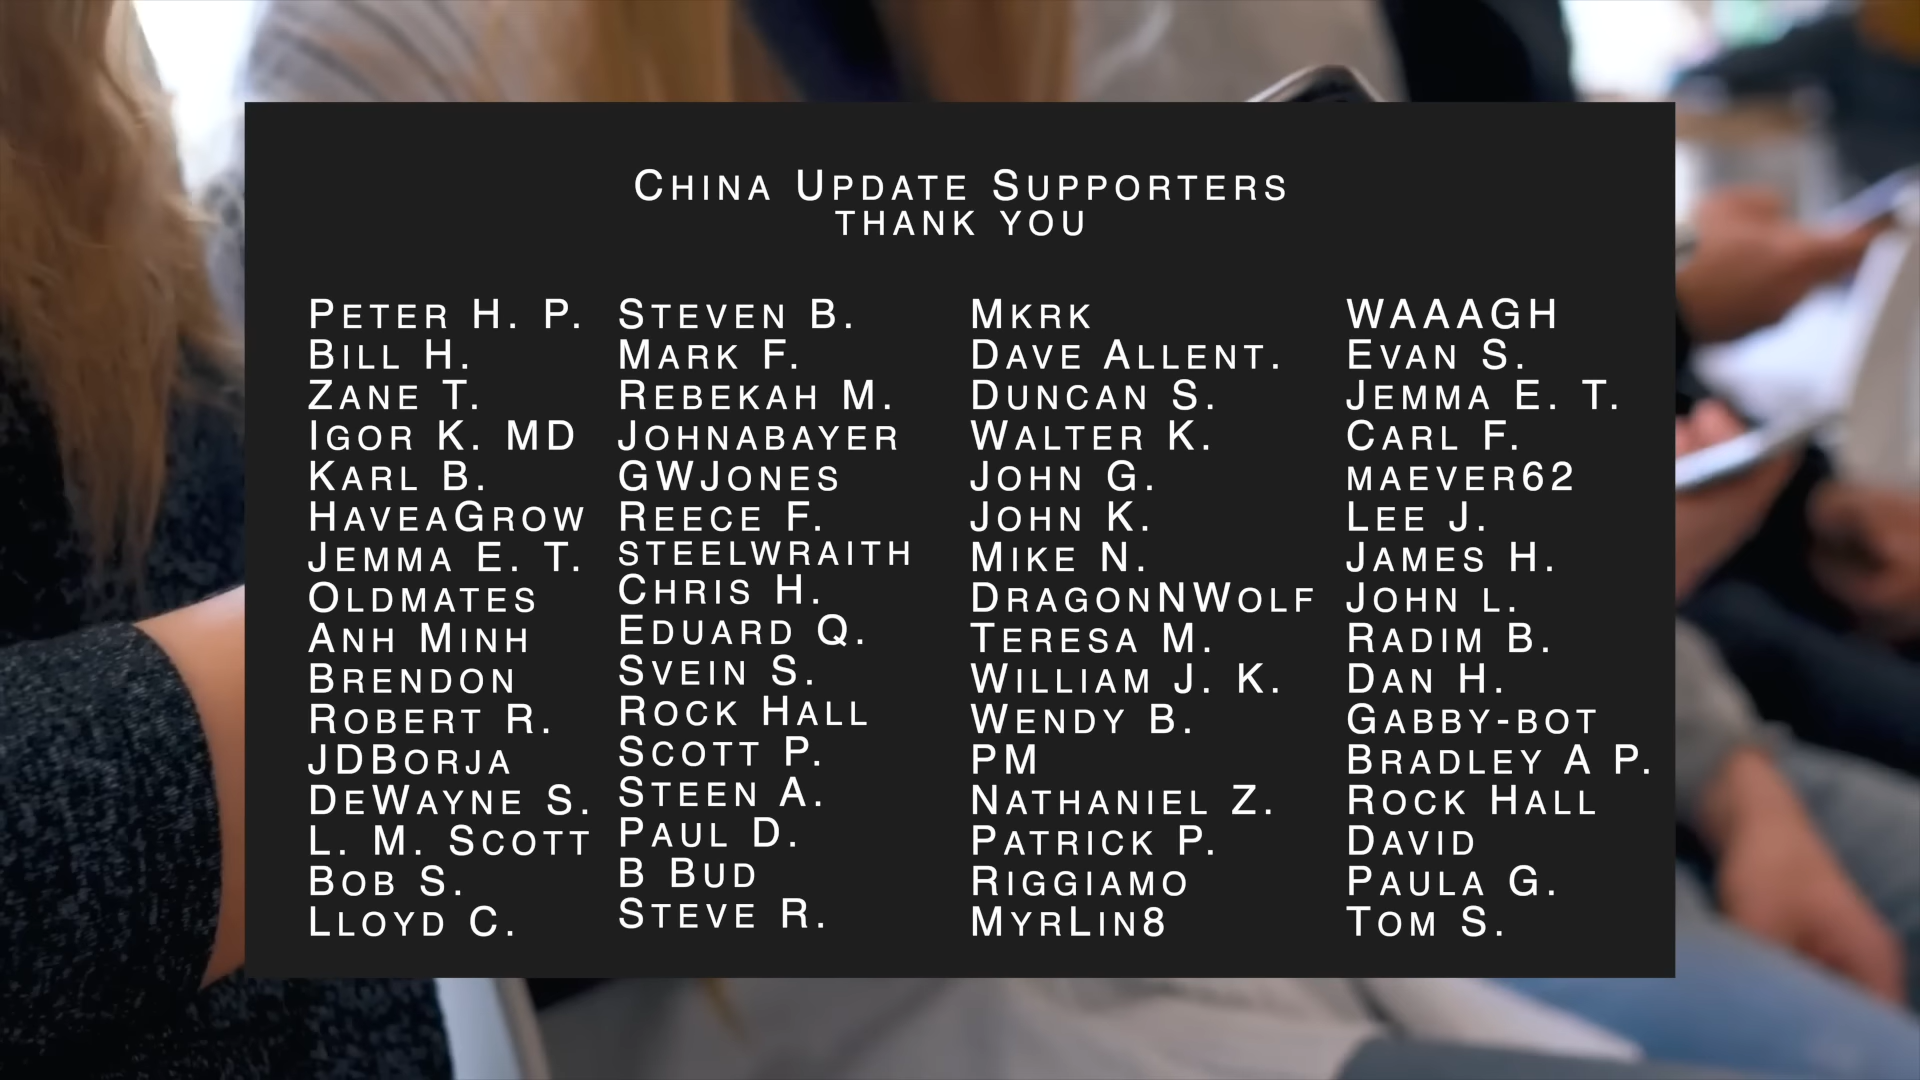 China Update Supporters
THANK YOU
Peter H. P.
Bill H.
Zane T.
Igor K. MD
Karl B.
HaveaGrow
Jemma E. T.
Oldmates
Anh Minh
Brendon
Robert R.
JDBorja
DeWayne S.
L. M. Scott
Bob S.
Lloyd C.
Steven B.
Mark F.
Rebekah M.
Johnabayer
GWJones
Reece F.
steelwraith
Chris H.
Eduard Q.
Svein S.
Rock Hall
Scott P.
Steen A.
Paul D.
B Bud
Steve R.
Mkrk
Dave Allent.
Duncan S.
Walter K.
John G.
John K.
Mike N.
DragonNWolf
Teresa M.
William J. K.
Wendy B.
PM
Nathaniel Z.
Patrick P.
Riggiamo
MyrLin8
WAAAGH
Evan S.
Jemma E. T.
Carl F.
maever62
Lee J.
James H.
John l.
Radim B.
Dan H.
Gabby-bot
Bradley A P.
Rock Hall
David
Paula G.
Tom S.